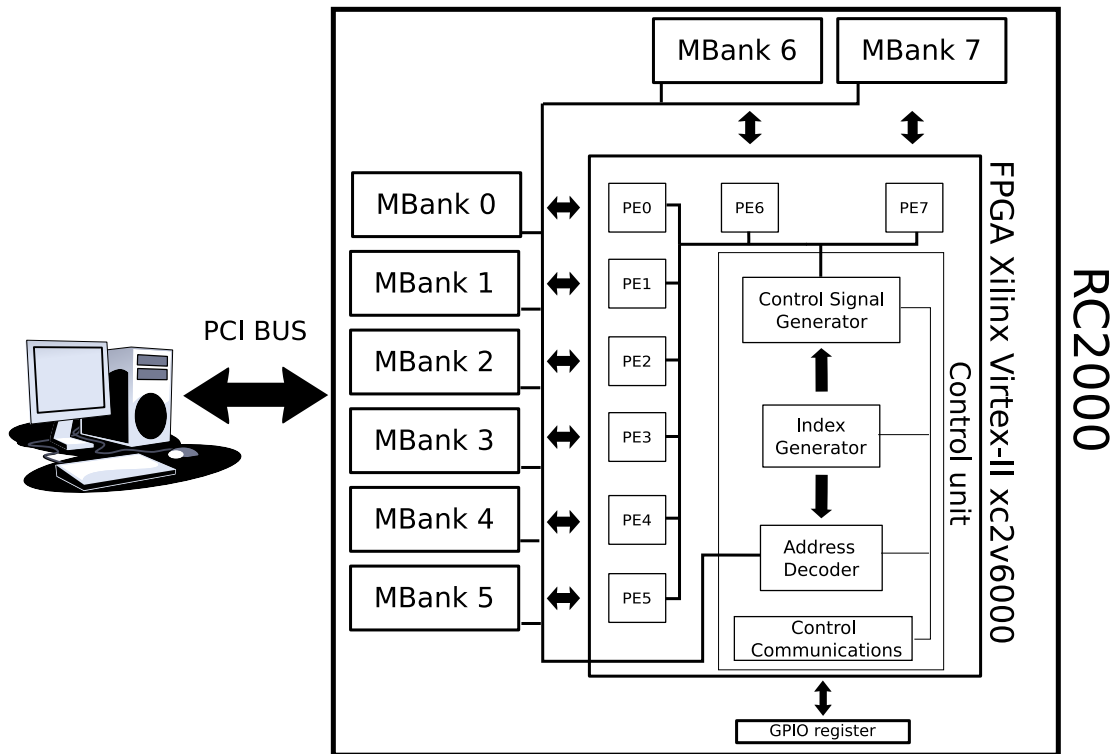 MBank 6
MBank 7
MBank 0
MBank 1
MBank 2
MBank 3
MBank 4
MBank 5
PCI BUS
PE0
PE6
PE7
PE1
PE2
PE3
PE4
PE5
Control Signal
Generator
Index
Generator
Address
Decoder
Control
Communications
Control unit
FPGA Xilinx Virtex-II xc2v6000
RC2000
GPIO register